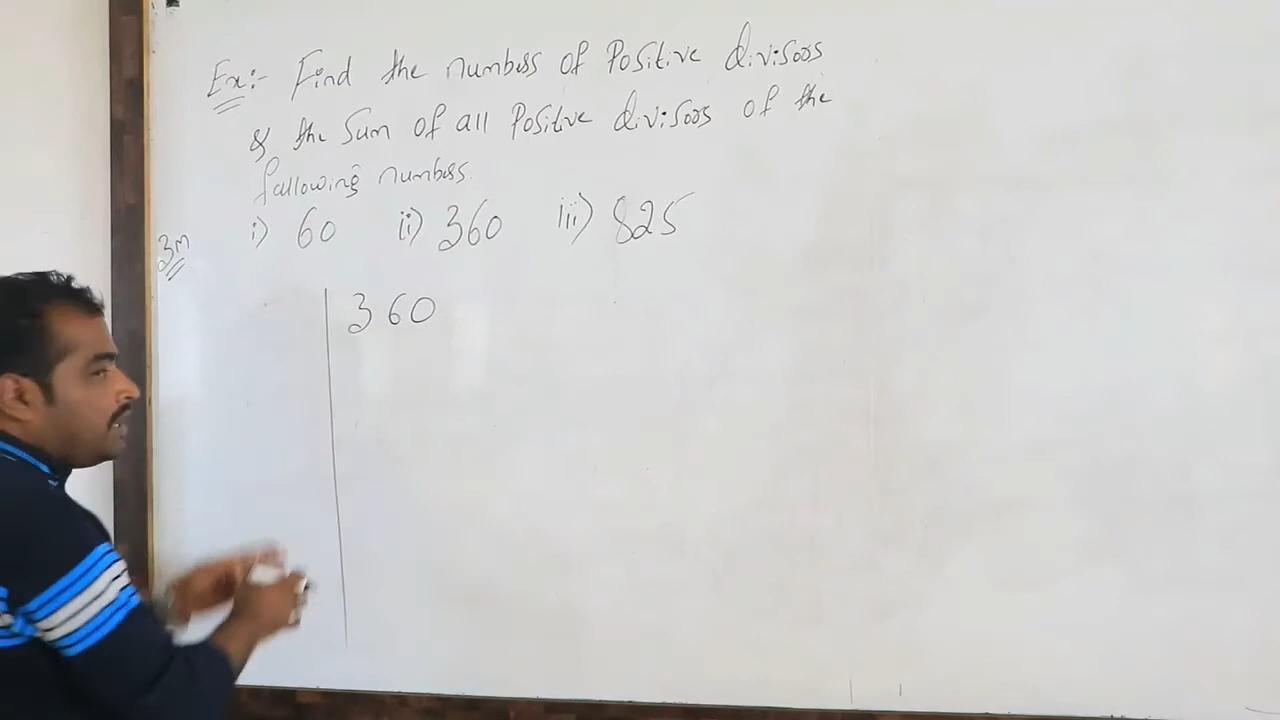 Ex:- Find the numbers of Positive divisors
& the Sum of all Positive divisors of the
following numbers.
i) 60 ii) 360 iii) 825
3m
360